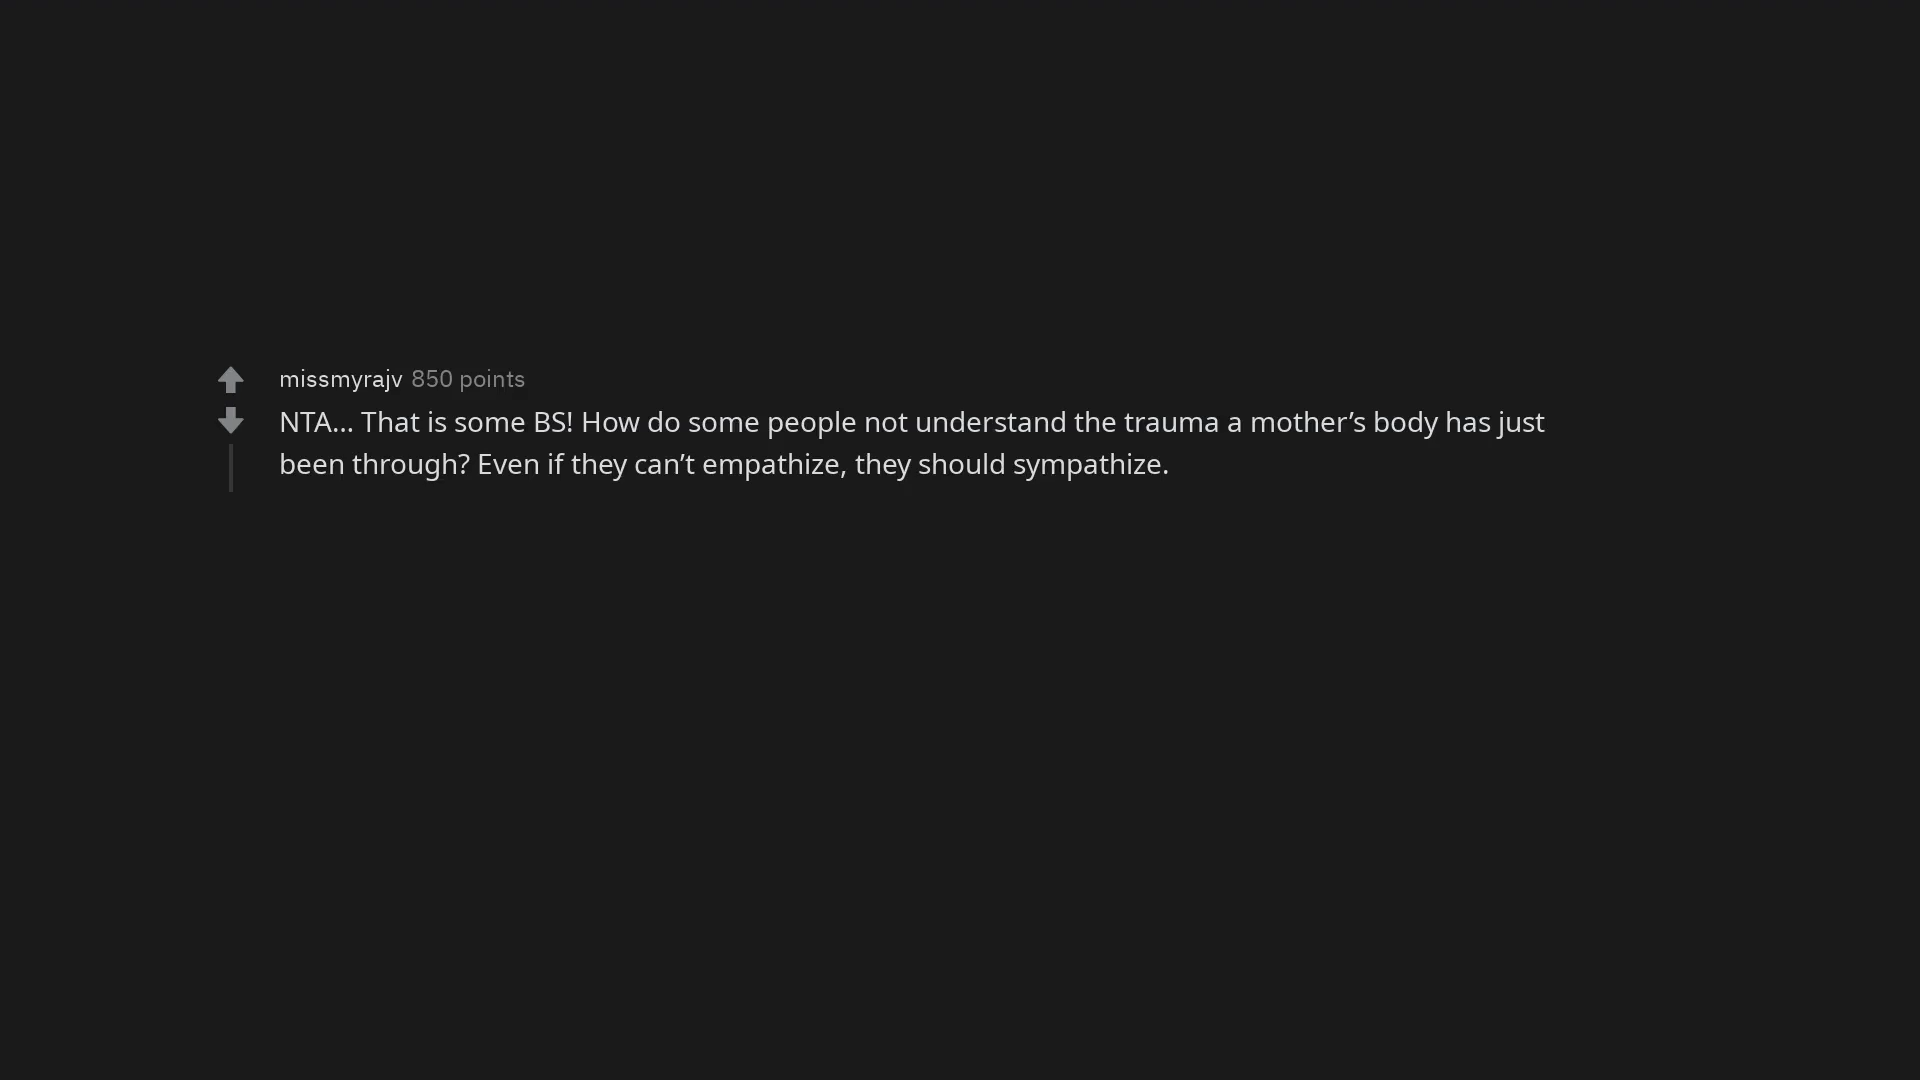 missmyrajv 850 points
NTA... That is some BS! How do some people not understand the trauma a mother’s body has just
been through? Even if they can’t empathize, they should sympathize.